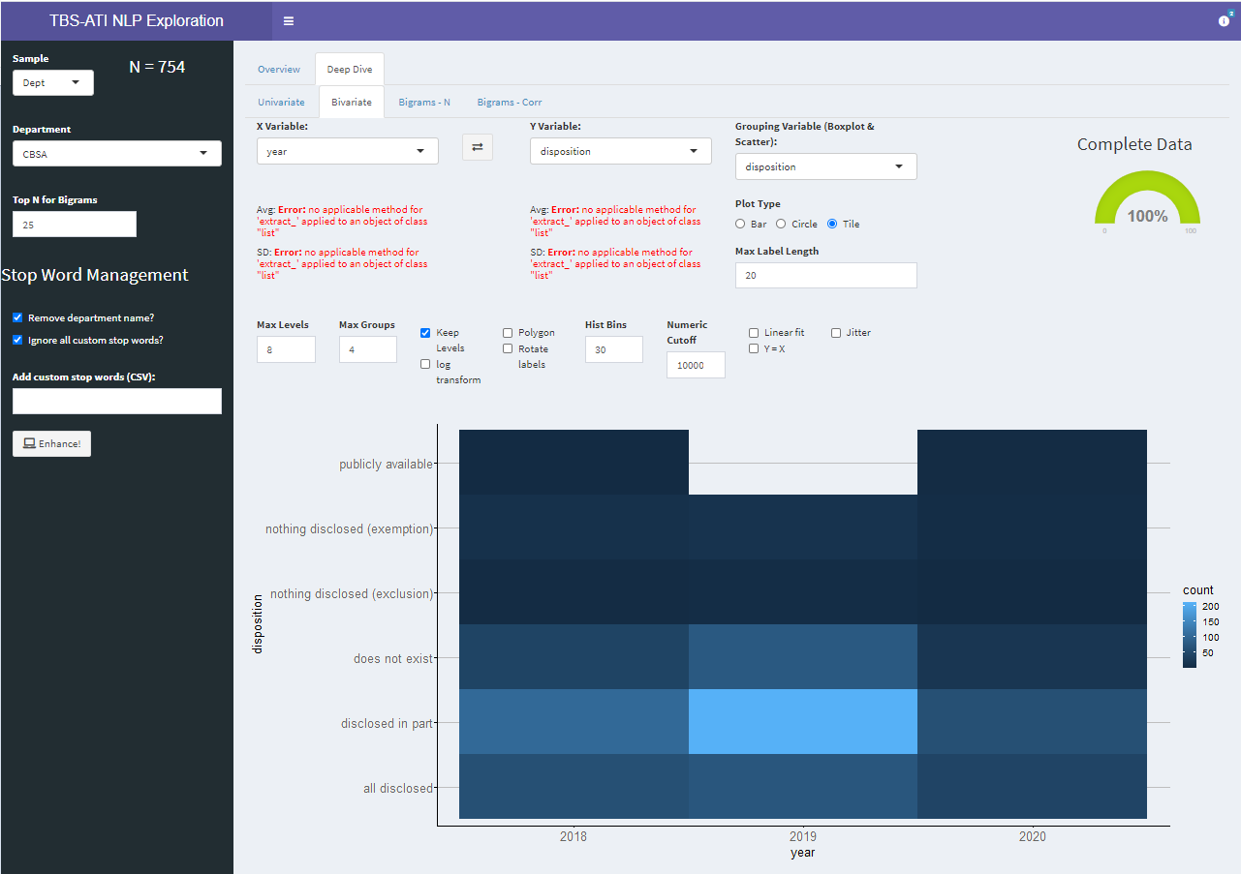 TBS-ATI NLP Exploration
Sample
N = 754
Dept
Department
CBSA
Top N for Bigrams
25
Stop Word Management
Remove department name?
Ignore all custom stop words?
Add custom stop words (CSV):
Enhance!
Overview
Deep Dive
Univariate
Bivariate
Bigrams - N
Bigrams - Corr
X Variable:
year
Y Variable:
disposition
Grouping Variable (Boxplot &
Scatter):
disposition
Complete Data
100%
0
100
Avg: Error: no applicable method for
'extract_' applied to an object of class
"list"
SD: Error: no applicable method for
'extract_' applied to an object of class
"list"
Avg: Error: no applicable method for
'extract_' applied to an object of class
"list"
SD: Error: no applicable method for
'extract_' applied to an object of class
"list"
Plot Type
Bar
Circle
Tile
Max Label Length
20
Max Levels
8
Max Groups
4
Keep
Levels
log
transform
Polygon
Rotate
labels
Hist Bins
30
Numeric
Cutoff
10000
Linear fit
Y = X
Jitter
publicly available
nothing disclosed (exemption)
nothing disclosed (exclusion)
does not exist
disclosed in part
all disclosed
disposition
2018
2019
2020
year
count
200
150
100
50